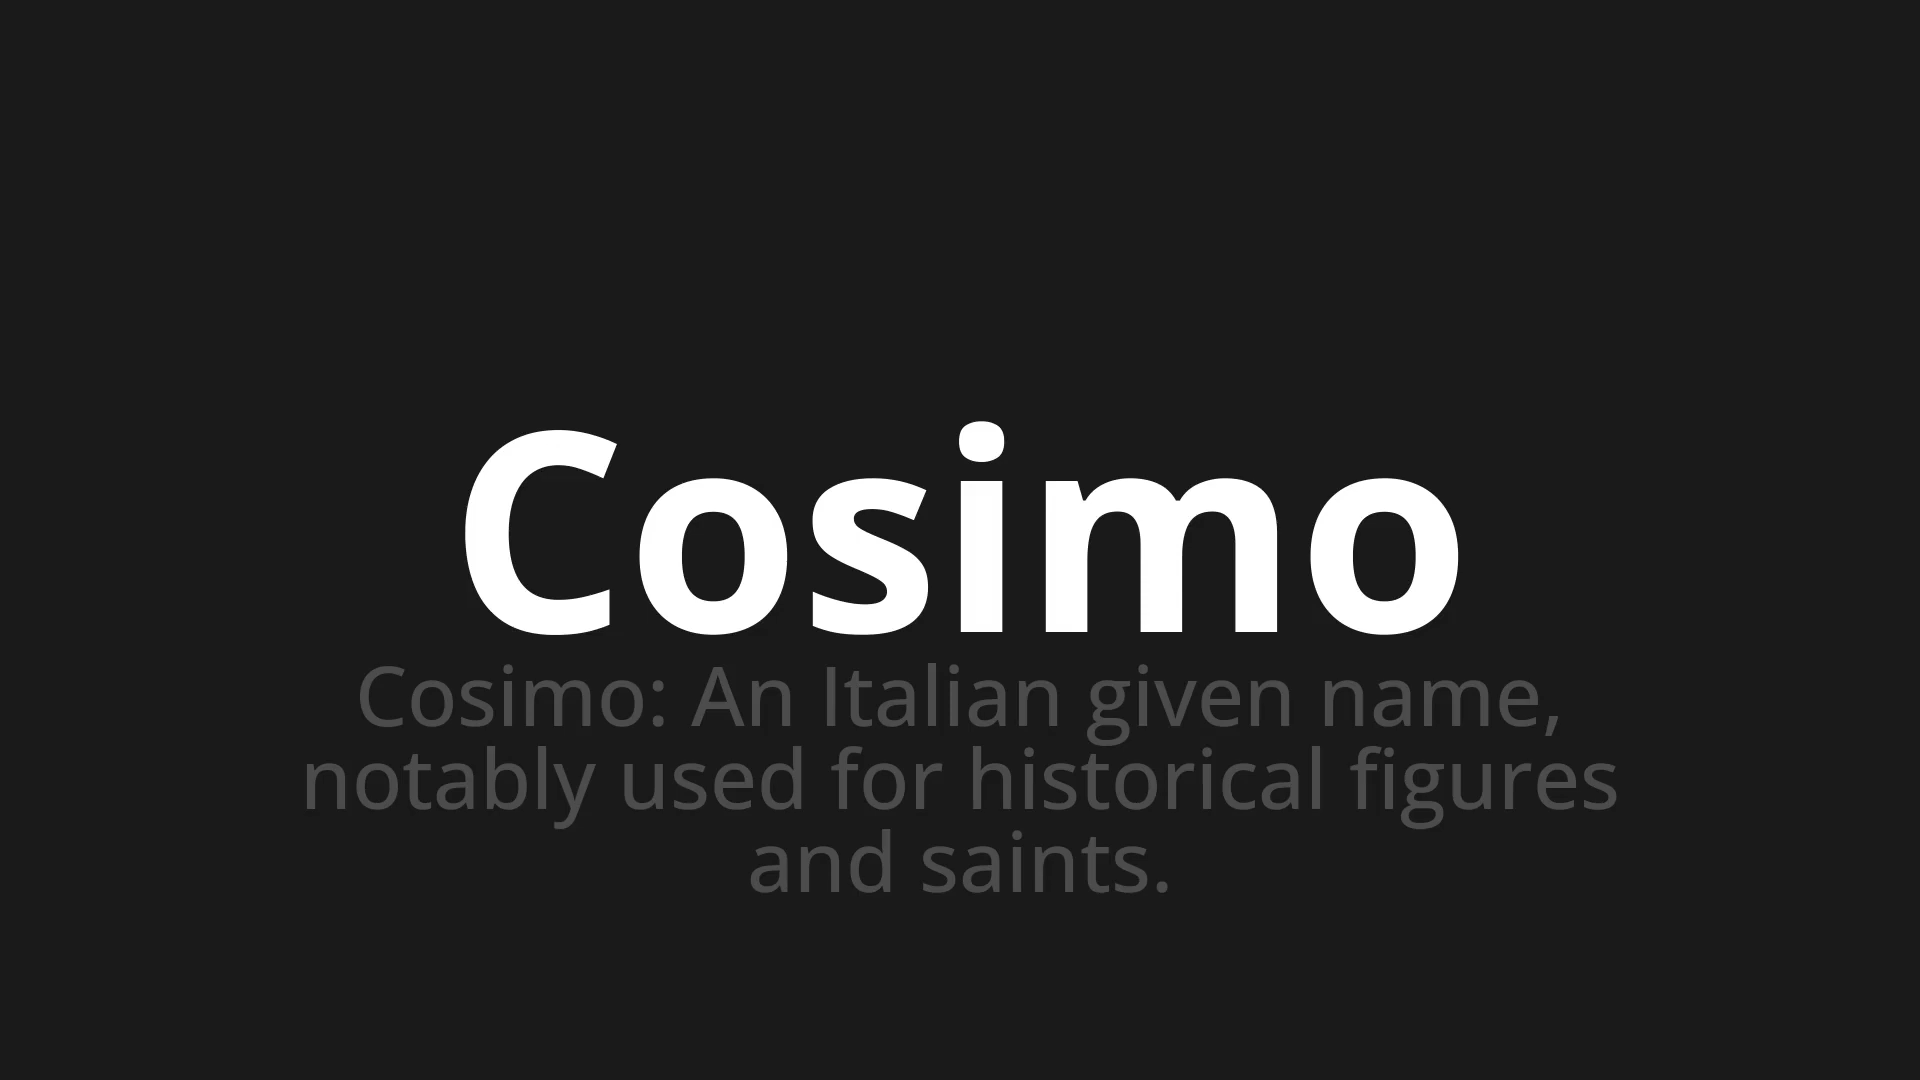 Cosimo
Cosimo: An Italian given name,
notably used for historical figures
and saints.